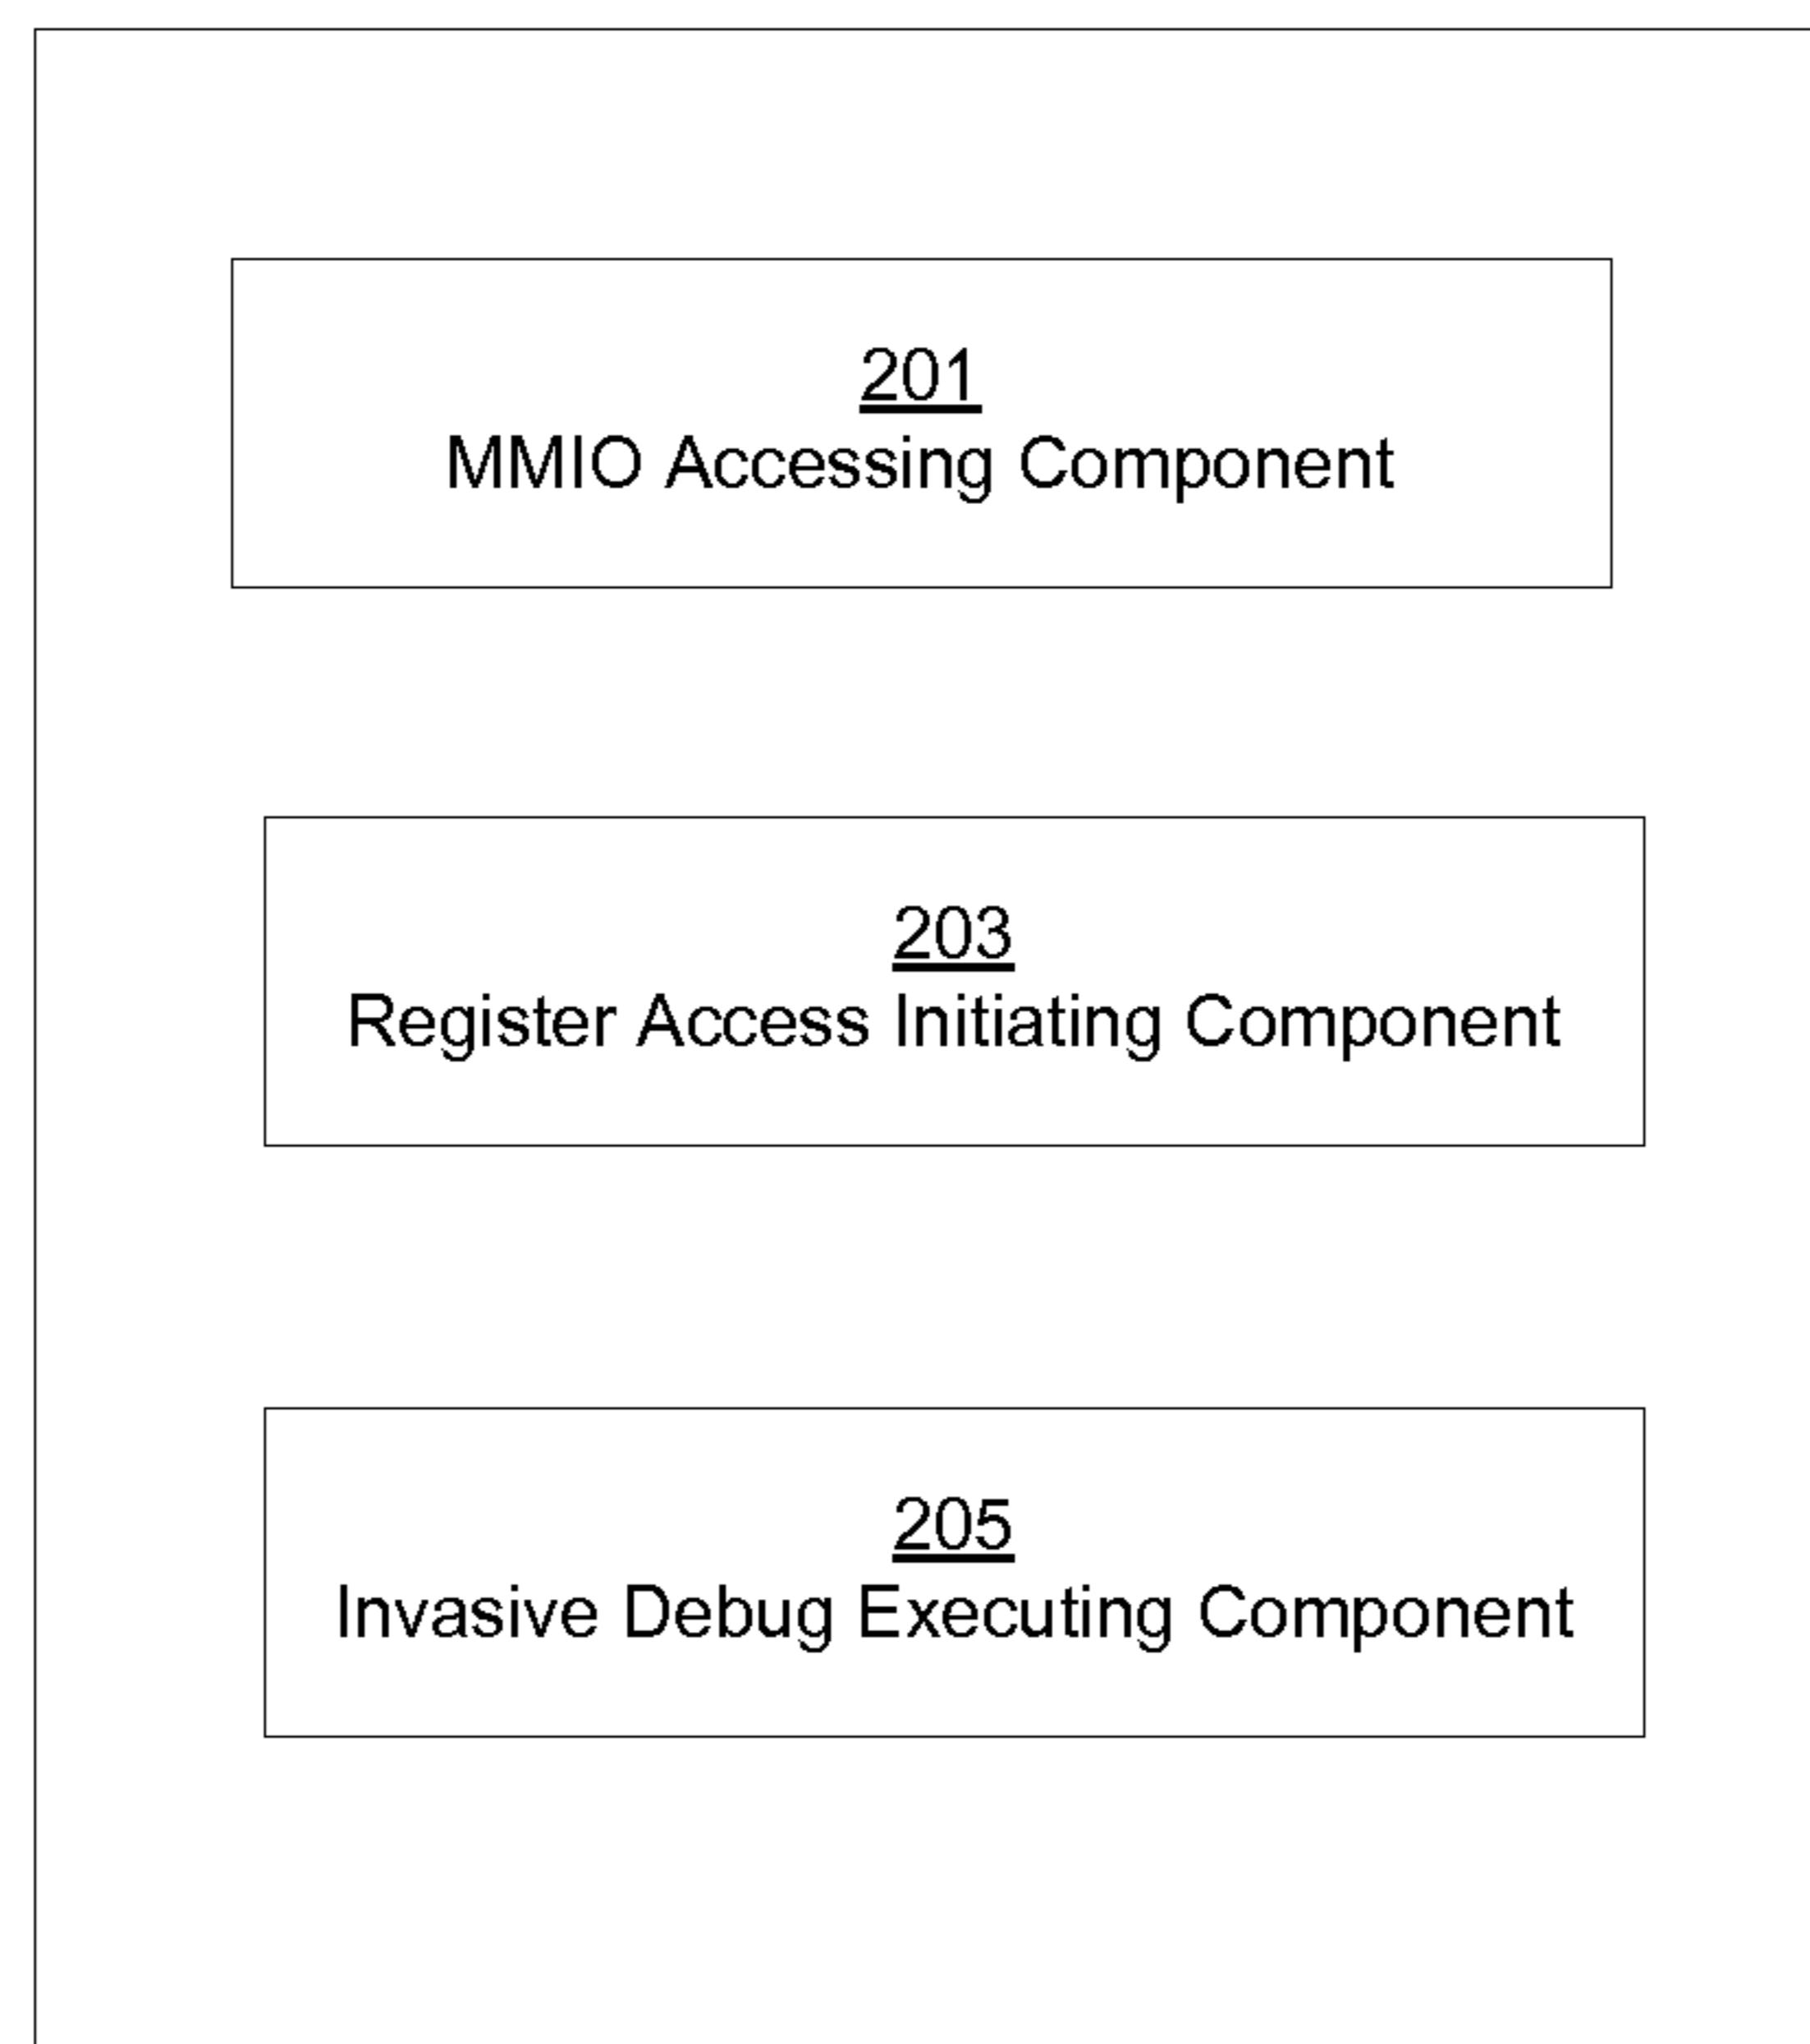 201
MMIO Accessing Component
203
Register Access Initiating Component
205
Invasive Debug Executing Component